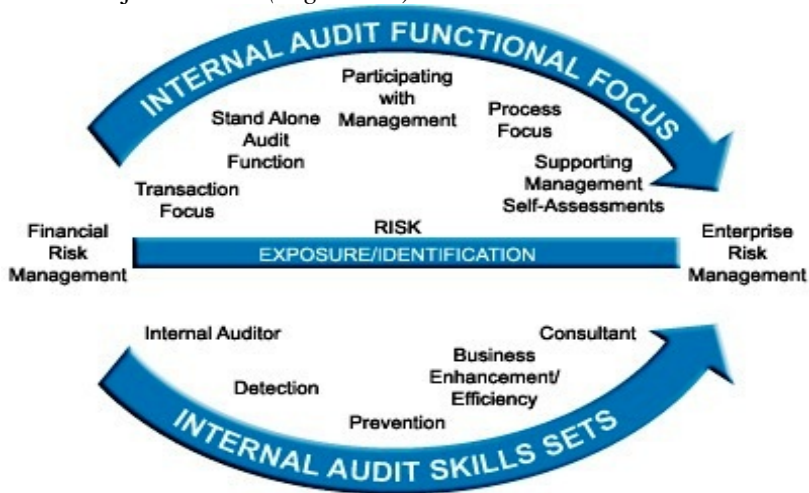 INTERNAL AUDIT FUNCTIONAL FOCUS
Participating
with
Management
Stand Alone
Audit
Function
Process
Focus
Transaction
Focus
Supporting
Management
Self-Assessments
Financial
Risk
Management
RISK
EXPOSURE/IDENTIFICATION
Enterprise
Risk
Management
Internal Auditor
Detection
Prevention
Business
Enhancement/
Efficiency
Consultant
INTERNAL AUDIT SKILLS SETS